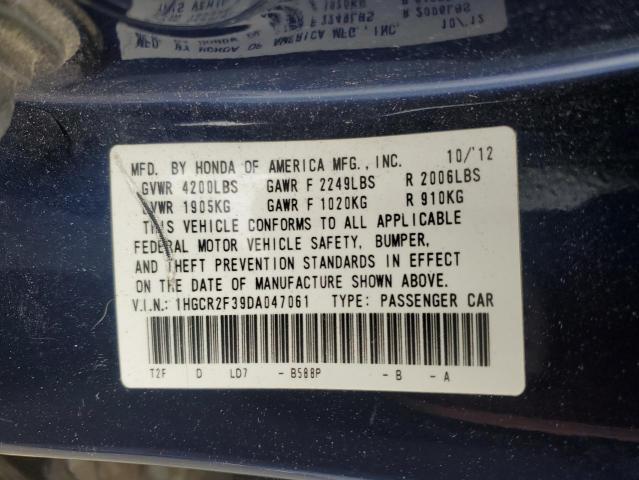 MFD. BY HONDA OF AMERICA MFG., INC. 10/'12
GVWR 4200LBS GAWR F 2249LBS R 2006LBS
GVWR 1905KG GAWR F 1020KG R 910KG
THIS VEHICLE CONFORMS TO ALL APPLICABLE
FEDERAL MOTOR VEHICLE SAFETY, BUMPER,
AND THEFT PREVENTION STANDARDS IN EFFECT
ON THE DATE OF MANUFACTURE SHOWN ABOVE.
V.I.N.: 1HGCR2F39DA047061 TYPE: PASSENGER CAR
T2F D LD7 - B588P - B - A